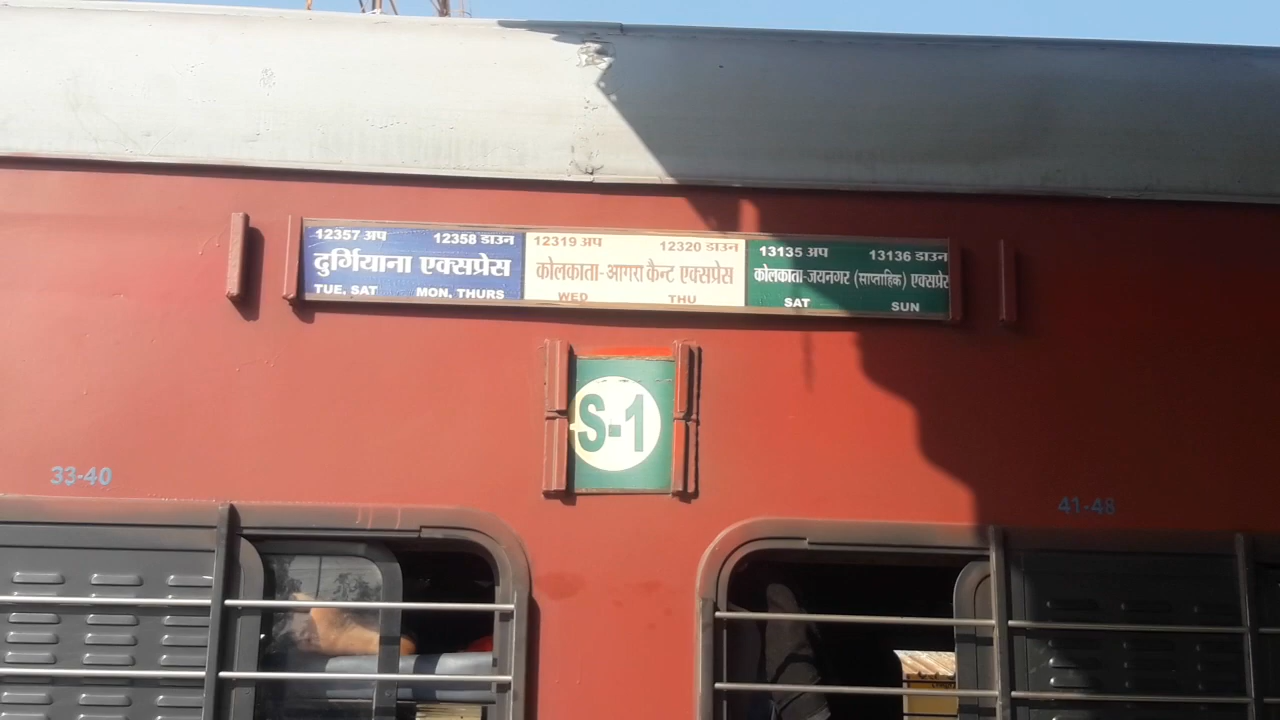 12357 अप 12358 डाउन
दुर्गियाना एक्सप्रेस
TUE, SAT MON, THURS
12319 अप 12320 डाउन
कोलकाता-आगरा कैन्ट एक्सप्रेस
WED THU
13135 अप 13136 डाउन
कोलकाता-जयनगर (साप्ताहिक) एक्सप्रेस
SAT SUN
S-1
33-40
41-48